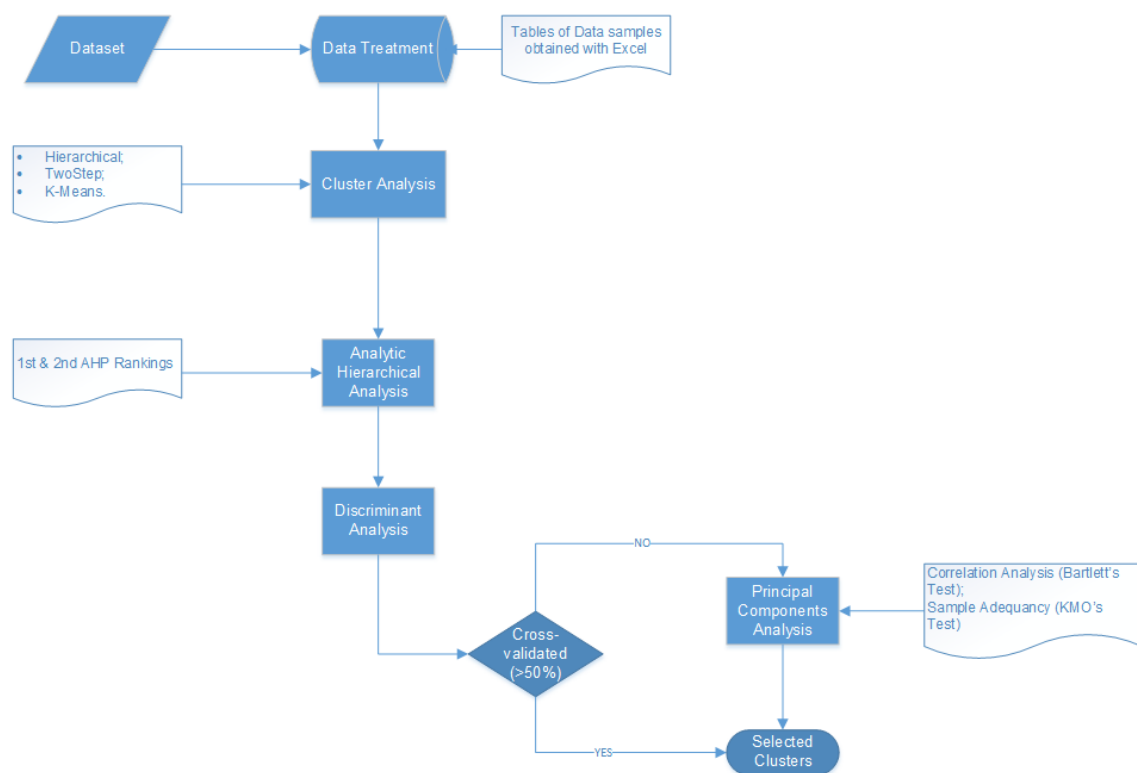 Dataset
Data Treatment
Tables of Data samples
obtained with Excel
• Hierarchical;
• TwoStep;
• K-Means.
Cluster Analysis
1st & 2nd AHP Rankings
Analytic
Hierarchical
Analysis
Discriminant
Analysis
NO
Cross-
validated
(>50%)
Principal
Components
Analysis
Correlation Analysis (Bartlett's
Test);
Sample Adequancy (KMO's
Test)
YES
Selected
Clusters